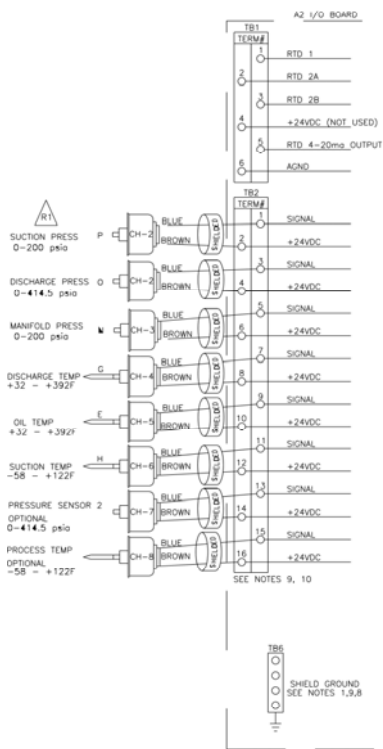 A2 I/O BOARD
TB1
TERM#
1 RTD 1
2 RTD 2A
3 RTD 2B
4 +24VDC (NOT USED)
5 RTD 4-20ma OUTPUT
6 AGND
TB2
TERM#
R1
SUCTION PRESS
0-200 psia
P
CH-2
BLUE
BROWN
SHIELDED
1 SIGNAL
2 +24VDC
DISCHARGE PRESS
0-414.5 psia
O
CH-2
BLUE
BROWN
SHIELDED
3 SIGNAL
4 +24VDC
MANIFOLD PRESS
0-200 psia
CH-3
BLUE
BROWN
SHIELDED
5 SIGNAL
6 +24VDC
DISCHARGE TEMP
+32 - +392F
G
CH-4
BLUE
BROWN
SHIELDED
7 SIGNAL
8 +24VDC
OIL TEMP
+32 - +392F
E
CH-5
BLUE
BROWN
SHIELDED
9 SIGNAL
10 +24VDC
SUCTION TEMP
-58 - +122F
H
CH-6
BLUE
BROWN
SHIELDED
11 SIGNAL
12 +24VDC
PRESSURE SENSOR 2
OPTIONAL
0-414.5 psia
CH-7
BLUE
BROWN
SHIELDED
13 SIGNAL
14 +24VDC
PROCESS TEMP
OPTIONAL
-58 - +122F
CH-8
BLUE
BROWN
SHIELDED
15 SIGNAL
16 +24VDC
SEE NOTES 9, 10
TB6
SHIELD GROUND
SEE NOTES 1,9,8